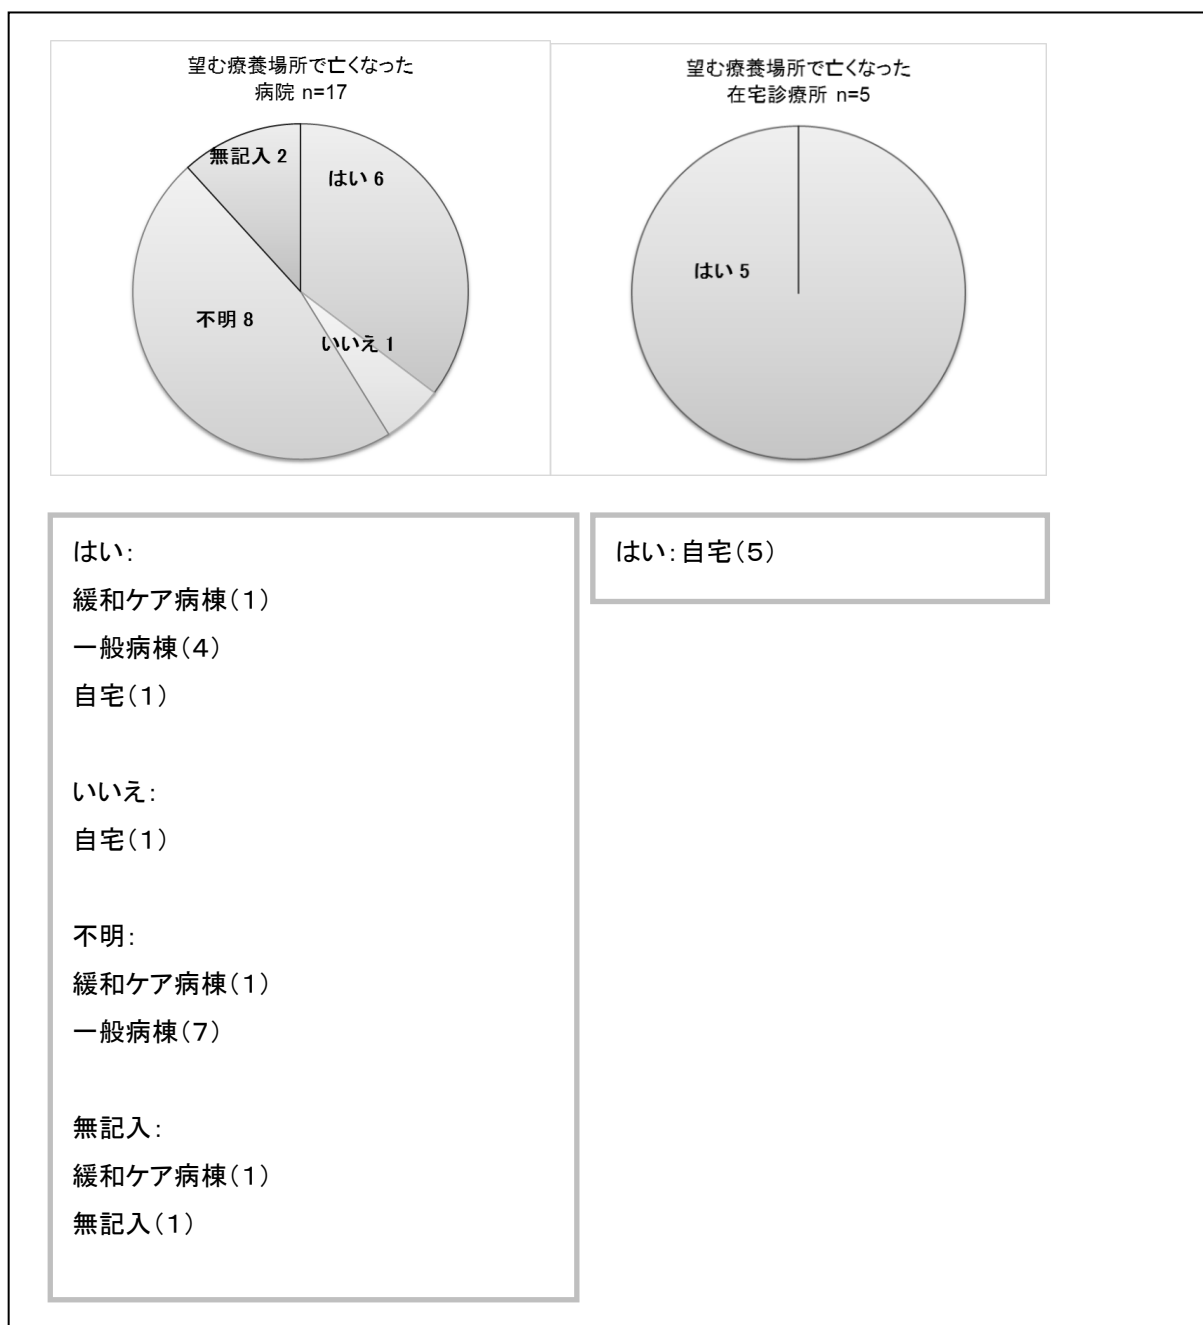 望む療養場所で亡くなった
病院 n=17
無記入 2
はい 6
不明 8
いいえ 1
望む療養場所で亡くなった
在宅診療所 n=5
はい 5
はい:
緩和ケア病棟(1)
一般病棟(4)
自宅(1)
いいえ:
自宅(1)
不明:
緩和ケア病棟(1)
一般病棟(7)
無記入:
緩和ケア病棟(1)
無記入(1)
はい:自宅(5)